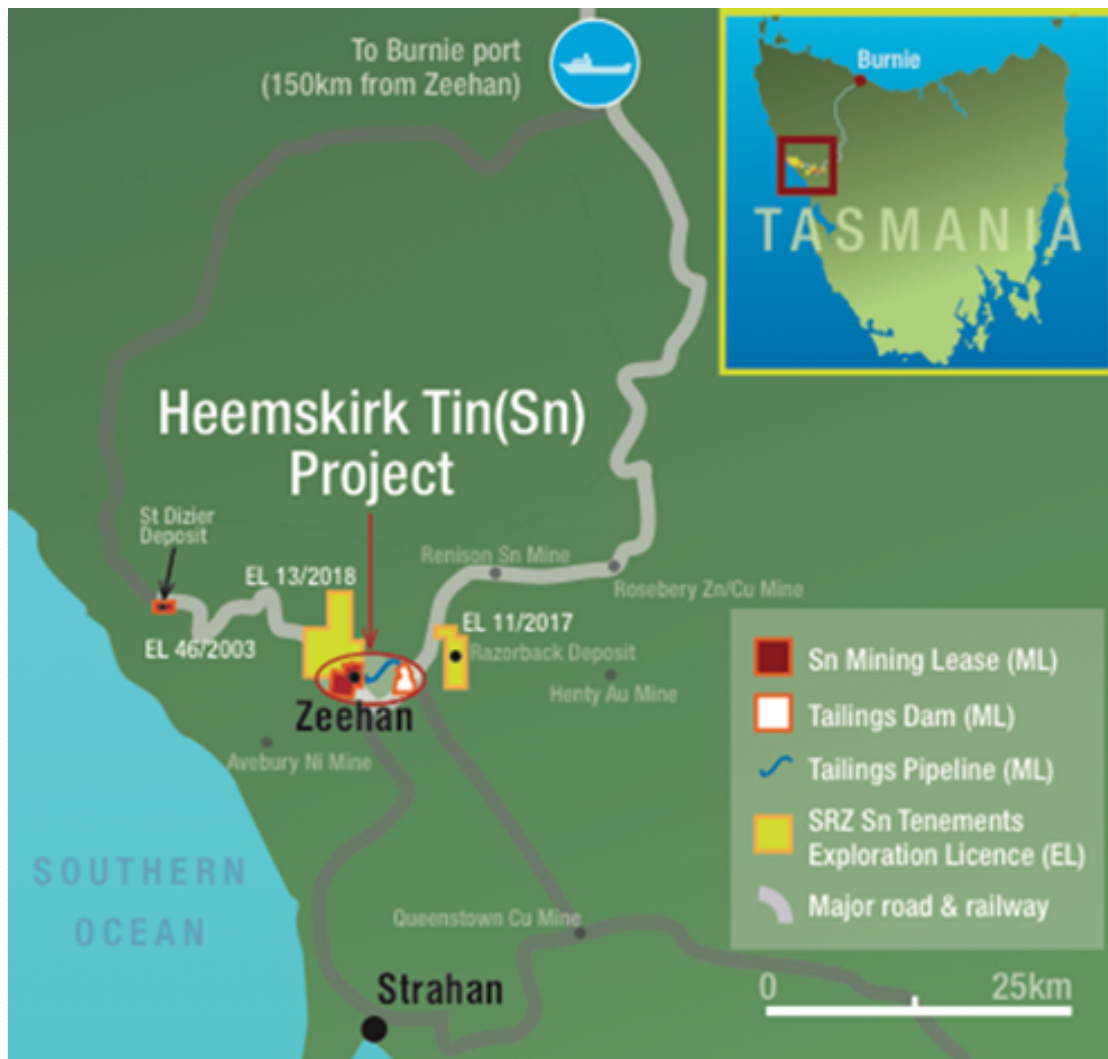 To Burnie port
(150km from Zeehan)
Burnie
TASMANIA
Heemskirk Tin(Sn)
Project
St Dizier
Deposit
EL 13/2018
Renison Sn Mine
Rosebery Zn/Cu Mine
EL 46/2003
EL 11/2017
Razorback Deposit
Henty Au Mine
Zeehan
Avebury Ni Mine
Sn Mining Lease (ML)
Tailings Dam (ML)
Tailings Pipeline (ML)
SRZ Sn Tenements
Exploration Licence (EL)
Major road & railway
SOUTHERN
OCEAN
Queenstown Cu Mine
Strahan
0 25km